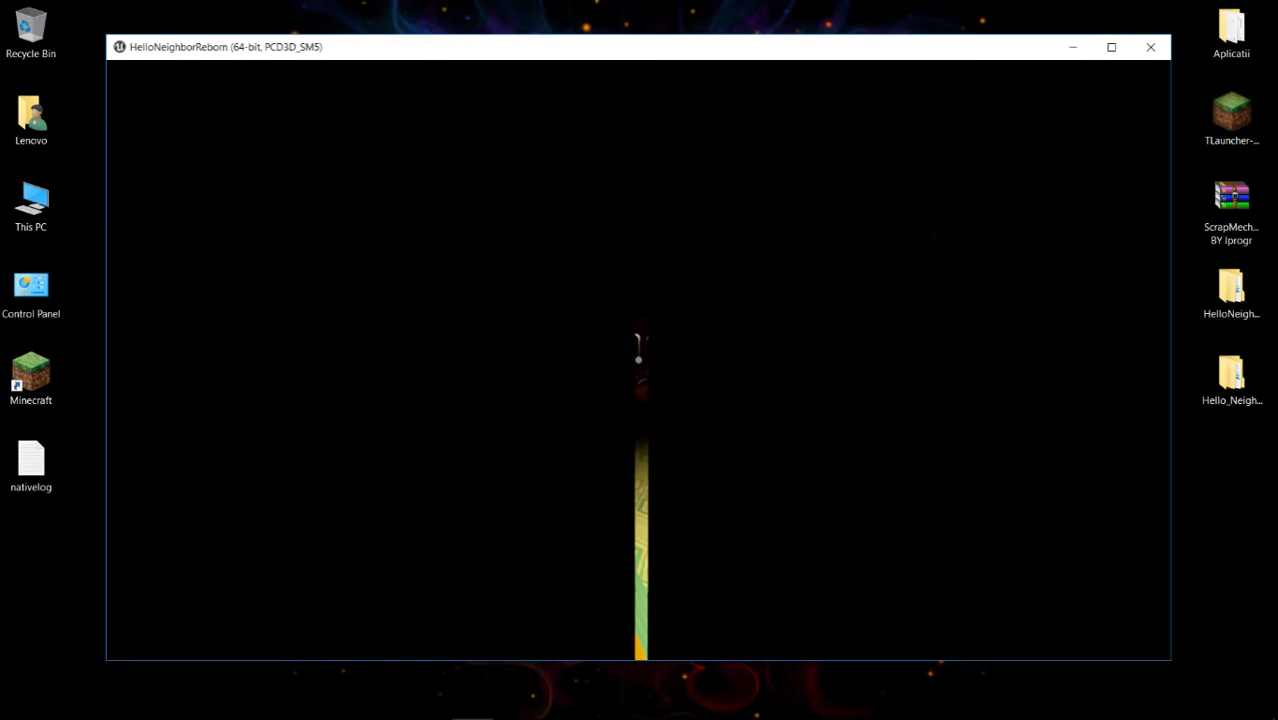 HelloNeighborReborn (64-bit, PCD3D_SM5)
Recycle Bin
Lenovo
This PC
Control Panel
Minecraft
nativelog
Aplicatii
TLauncher-...
ScrapMech...
BY Iprogr
HelloNeigh...
Hello_Neigh...